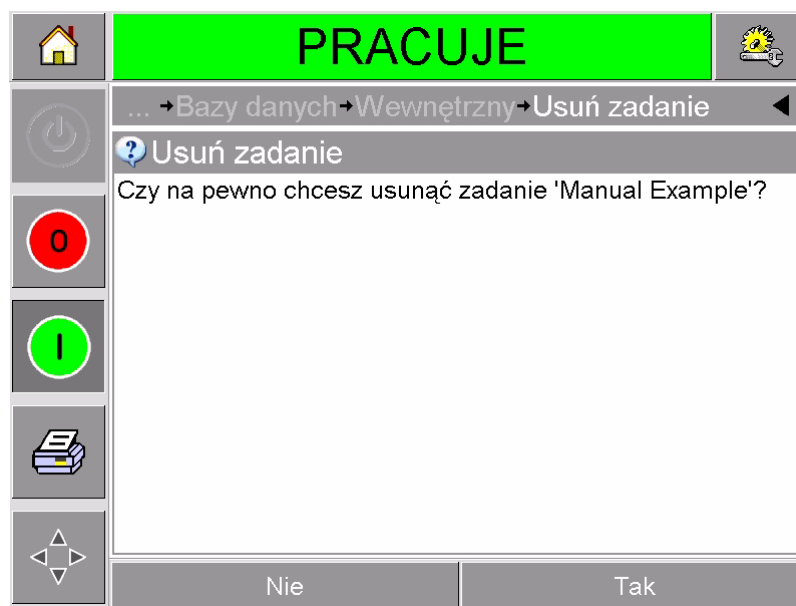 PRACUJE
... →Bazy danych→Wewnętrzny→Usuń zadanie
Usuń zadanie
Czy na pewno chcesz usunąć zadanie 'Manual Example'?
0
I
Nie
Tak